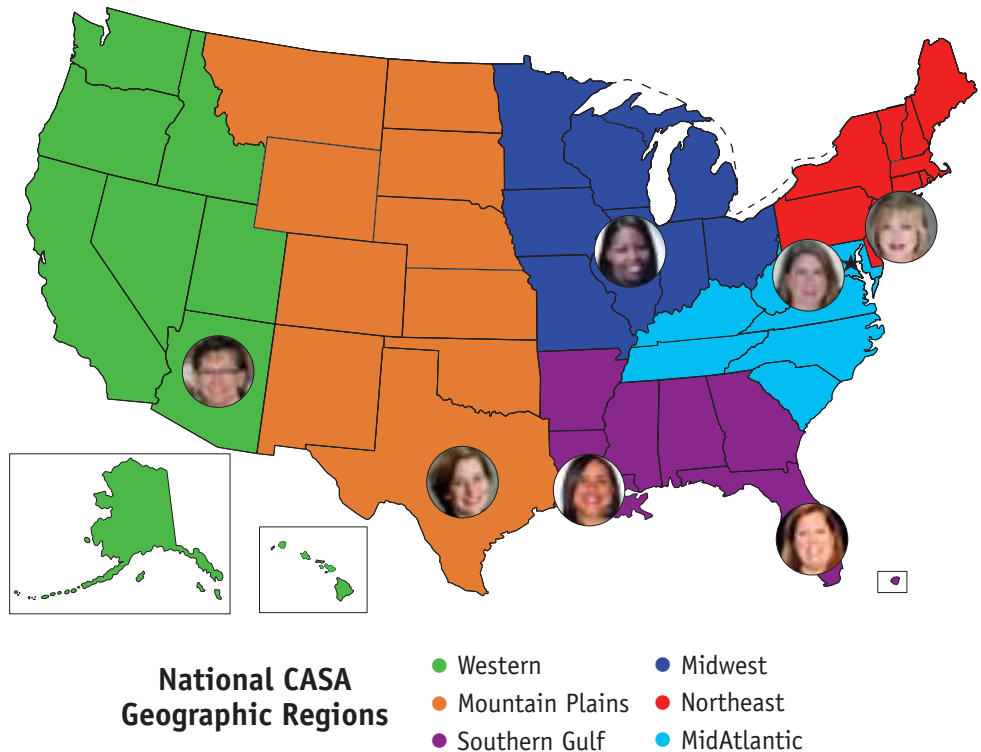 National CASA
Geographic Regions
Western
Mountain Plains
Southern Gulf
Midwest
Northeast
MidAtlantic